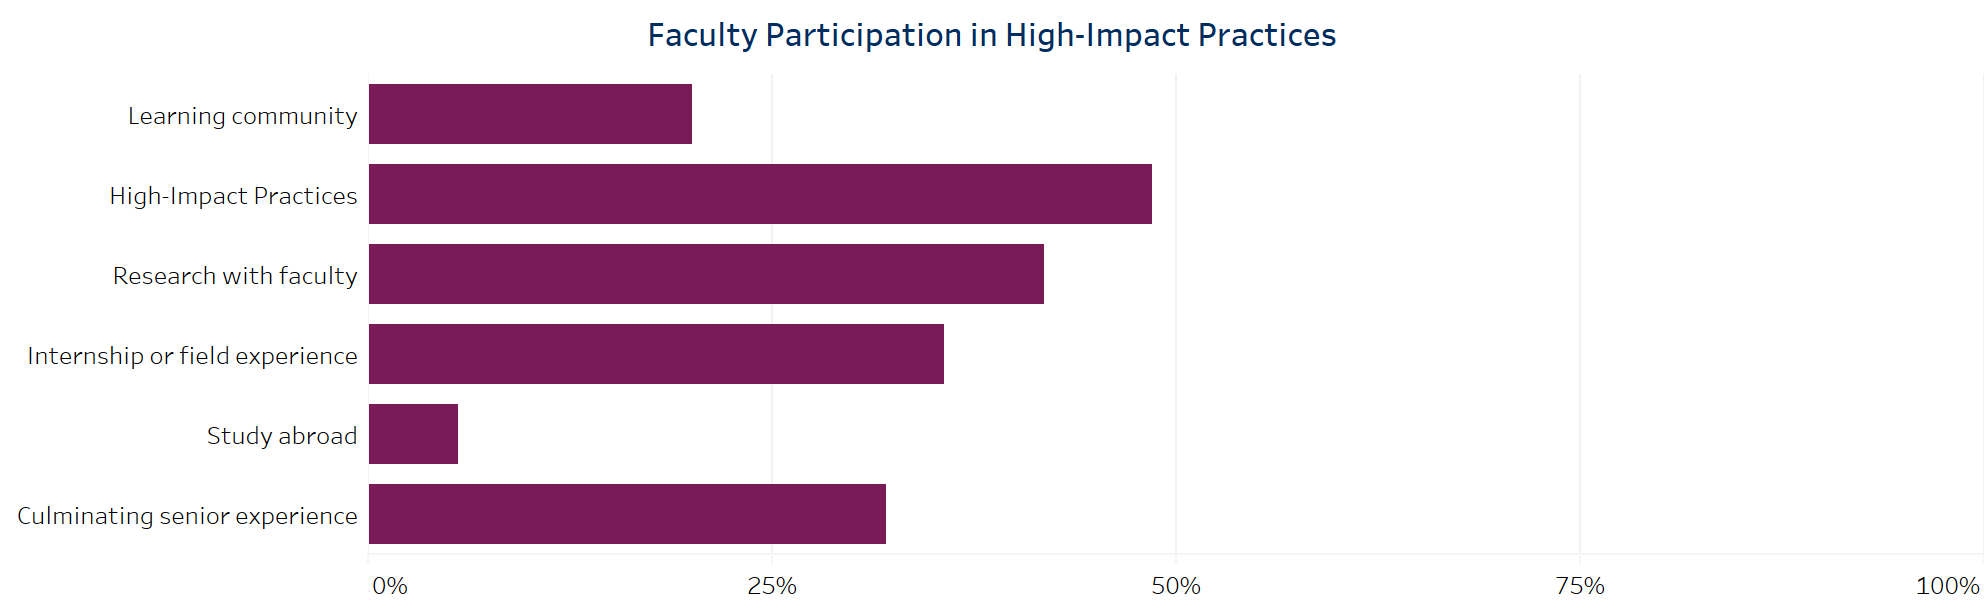 Faculty Participation in High-Impact Practices
Learning community
High-Impact Practices
Research with faculty
Internship or field experience
Study abroad
Culminating senior experience
0% 25% 50% 75% 100%